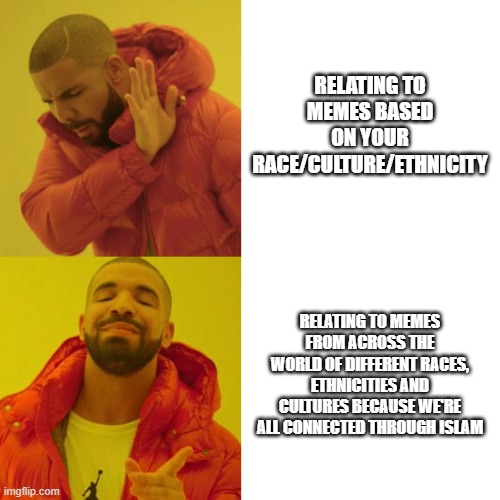 RELATING TO
MEMES BASED
ON YOUR
RACE/CULTURE/ETHNICITY
RELATING TO MEMES
FROM ACROSS THE
WORLD OF DIFFERENT RACES,
ETHNICITIES AND
CULTURES BECAUSE WE'RE
ALL CONNECTED THROUGH ISLAM
imgflip.com